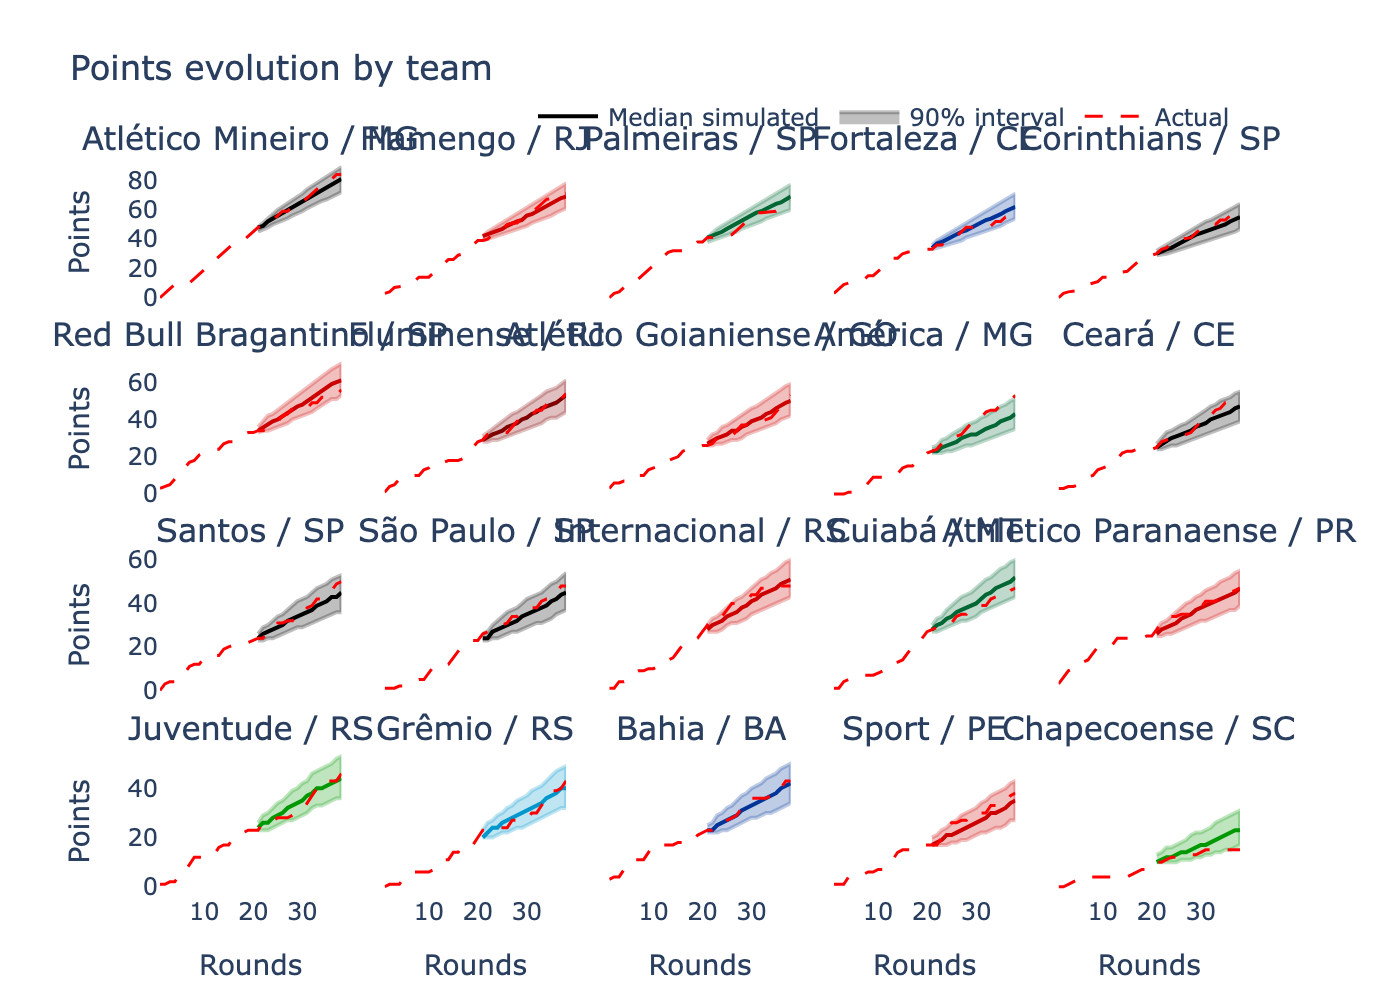 Points evolution by team
Median simulated 90% interval Actual
Atlético Mineiro / MG Flamengo / RJ Palmeiras / SP Fortaleza / CE Corinthians / SP
Points
80
60
40
20
0
Red Bull Bragantino / SP Fluminense / RJ Atlético Goianiense / GO América / MG Ceará / CE
Points
60
40
20
0
Santos / SP São Paulo / SP Internacional / RS Cuiabá / MT Athletico Paranaense / PR
Points
60
40
20
0
Juventude / RS Grêmio / RS Bahia / BA Sport / PE Chapecoense / SC
Points
40
20
0
10 20 30 10 20 30 10 20 30 10 20 30
Rounds Rounds Rounds Rounds Rounds